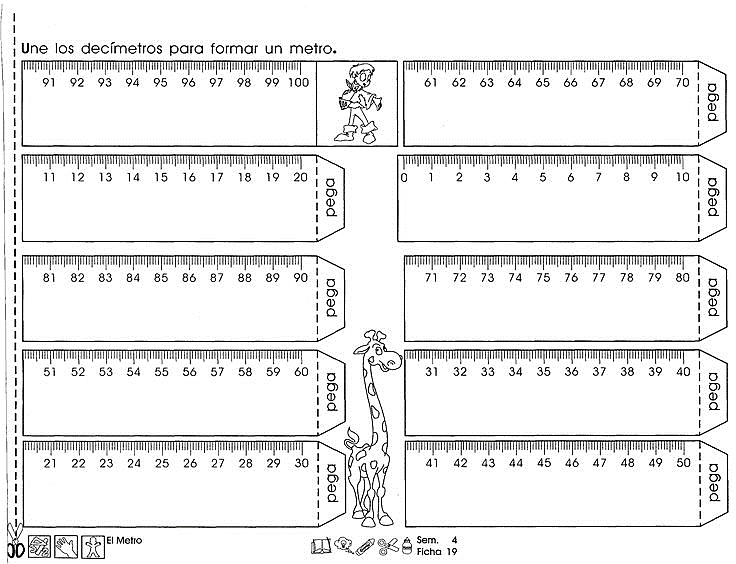 Une los decímetros para formar un metro.
91 92 93 94 95 96 97 98 99 100
61 62 63 64 65 66 67 68 69 70
pega
11 12 13 14 15 16 17 18 19 20
pega
0 1 2 3 4 5 6 7 8 9 10
pega
81 82 83 84 85 86 87 88 89 90
pega
71 72 73 74 75 76 77 78 79 80
pega
51 52 53 54 55 56 57 58 59 60
pega
31 32 33 34 35 36 37 38 39 40
pega
21 22 23 24 25 26 27 28 29 30
pega
41 42 43 44 45 46 47 48 49 50
pega
El Metro
Sem. 4
Ficha 19